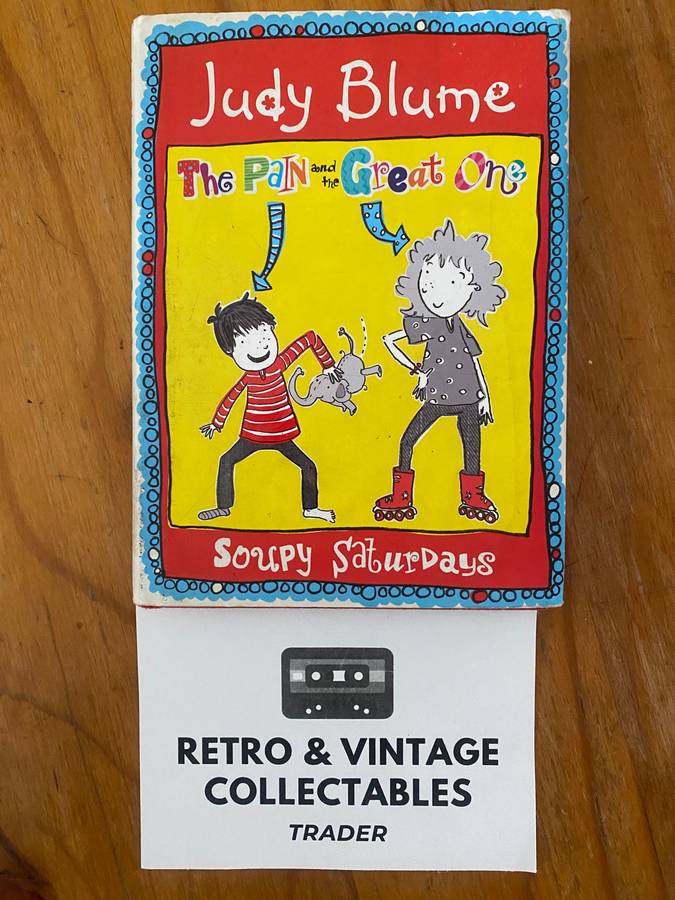 Judy Blume
The Pain and the Great One
Soupy Saturdays
RETRO & VINTAGE
COLLECTABLES
TRADER